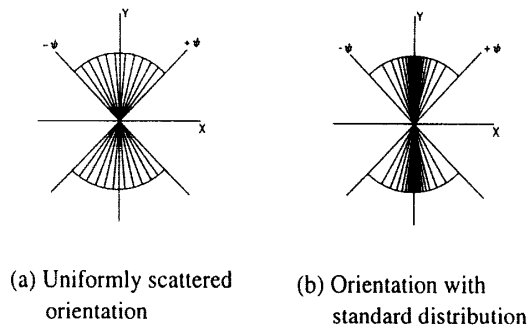 Y
- ψ
+ ψ
X
Y
- ψ
+ ψ
X
(a) Uniformly scattered
orientation
(b) Orientation with
standard distribution